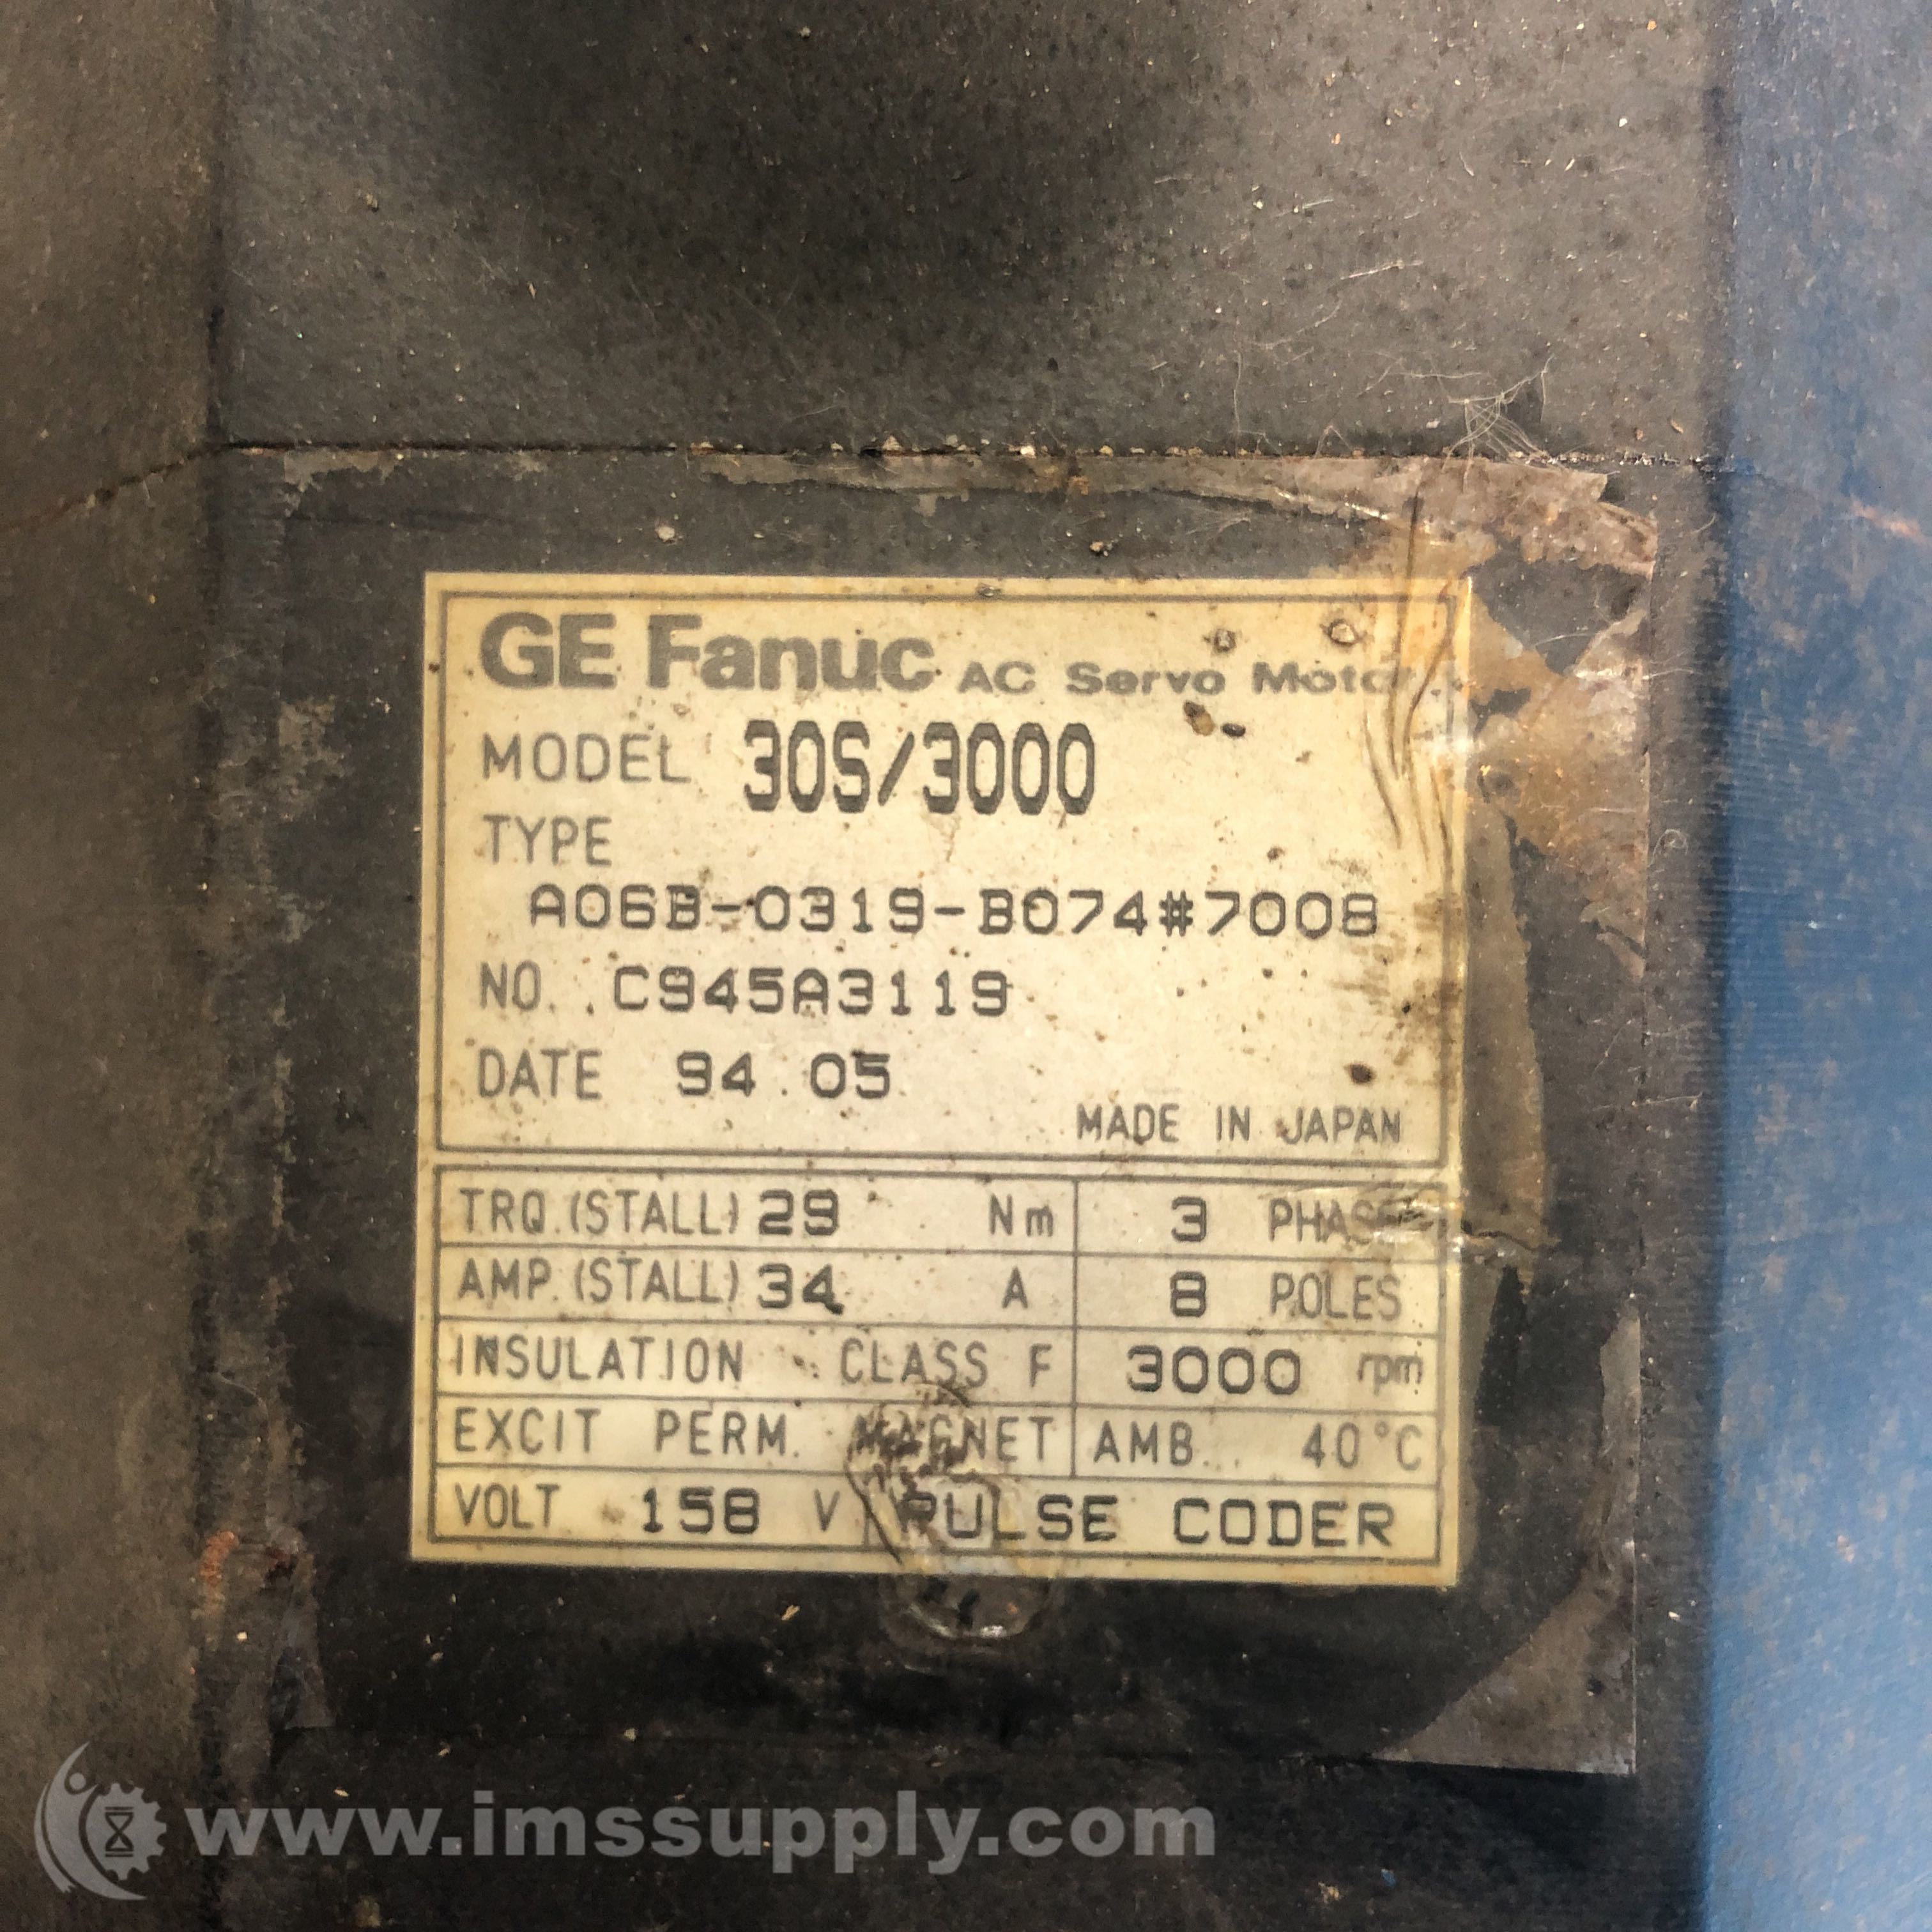 GE Fanuc AC Servo Motor
MODEL 30S/3000
TYPE
A06B-0319-B074#7008
NO. C945A3119
DATE 94.05
MADE IN JAPAN
TRQ.(STALL) 29 Nm 3 PHASE
AMP.(STALL) 34 A 8 POLES
INSULATION CLASS F 3000 rpm
EXCIT PERM. MAGNET AMB. 40°C
VOLT 158 V PULSE CODER
www.imssupply.com